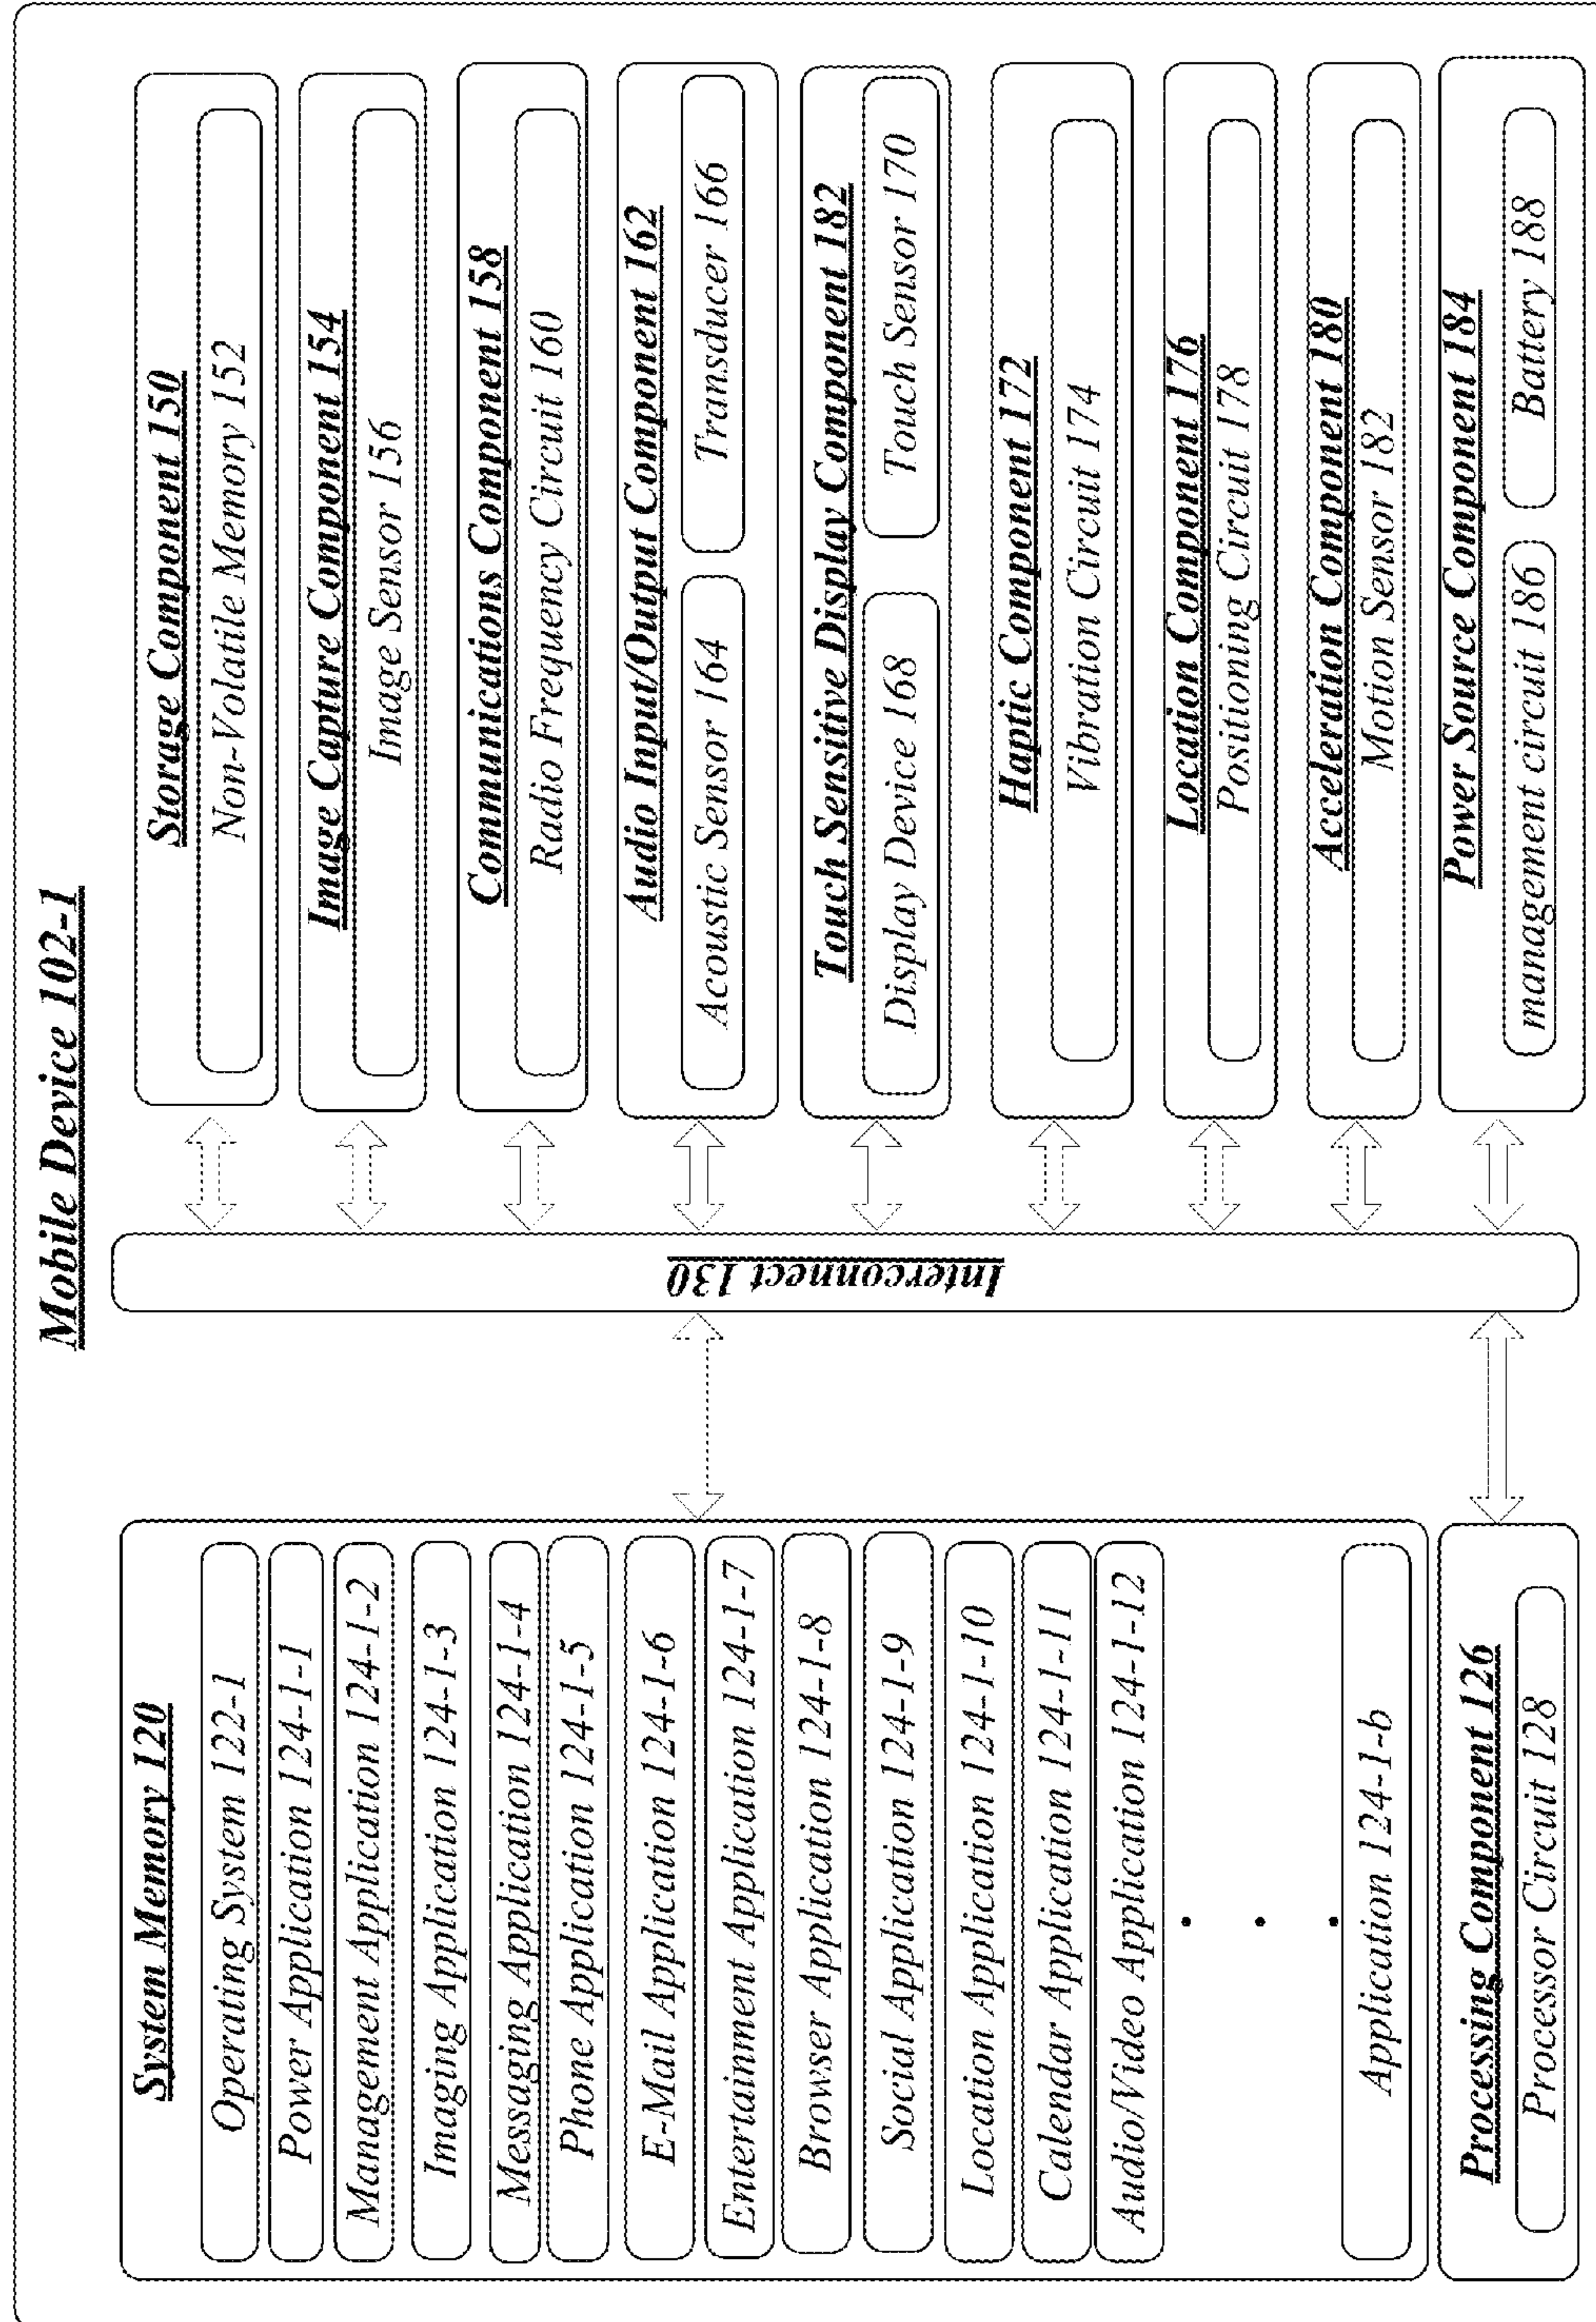 Mobile Device 102-1
System Memory 120
Operating System 122-1
Power Application 124-1-1
Management Application 124-1-2
Imaging Application 124-1-3
Messaging Application 124-1-4
Phone Application 124-1-5
E-Mail Application 124-1-6
Entertainment Application 124-1-7
Browser Application 124-1-8
Social Application 124-1-9
Location Application 124-1-10
Calendar Application 124-1-11
Audio/Video Application 124-1-12
Application 124-1-b
Processing Component 126
Processor Circuit 128
Interconnect 130
Storage Component 150
Non-Volatile Memory 152
Image Capture Component 154
Image Sensor 156
Communications Component 158
Radio Frequency Circuit 160
Audio Input/Output Component 162
Acoustic Sensor 164
Transducer 166
Touch Sensitive Display Component 182
Display Device 168
Touch Sensor 170
Haptic Component 172
Vibration Circuit 174
Location Component 176
Positioning Circuit 178
Acceleration Component 180
Motion Sensor 182
Power Source Component 184
management circuit 186
Battery 188